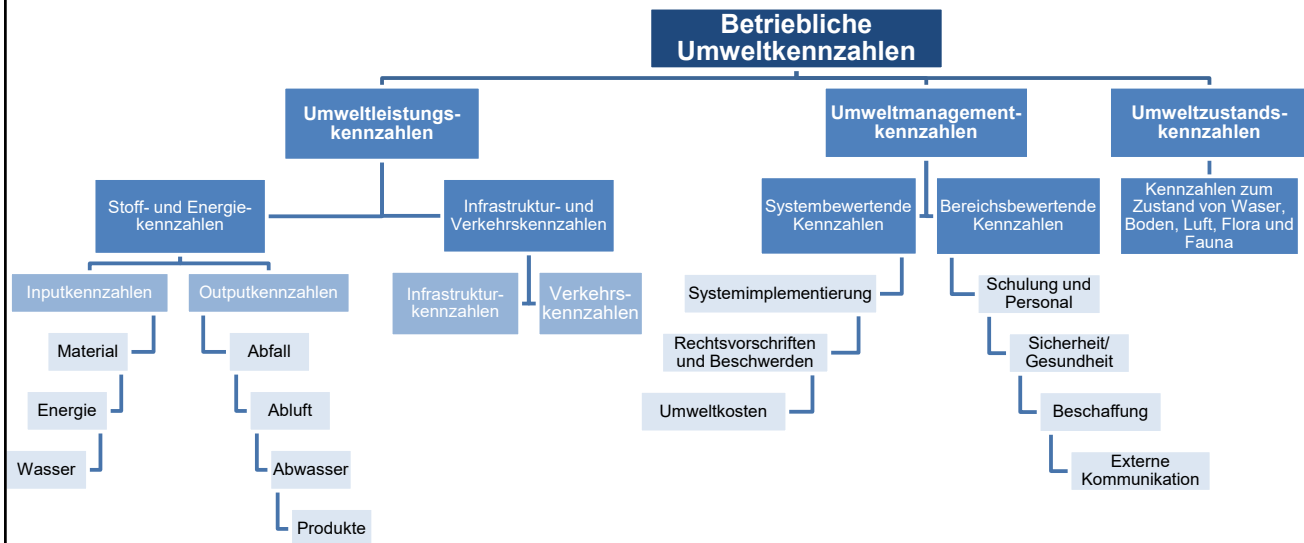 Betriebliche
Umweltkennzahlen
Umweltleistungs-
kennzahlen
Umweltmanagement-
kennzahlen
Umweltzustands-
kennzahlen
Stoff- und Energie-
kennzahlen
Infrastruktur- und
Verkehrskennzahlen
Systembewertende
Kennzahlen
Bereichsbewertende
Kennzahlen
Kennzahlen zum
Zustand von Waser,
Boden, Luft, Flora und
Fauna
Inputkennzahlen
Outputkennzahlen
Infrastruktur-
kennzahlen
Verkehrs-
kennzahlen
Material
Energie
Wasser
Abfall
Abluft
Abwasser
Produkte
Systemimplementierung
Rechtsvorschriften
und Beschwerden
Umweltkosten
Schulung und
Personal
Sicherheit/
Gesundheit
Beschaffung
Externe
Kommunikation